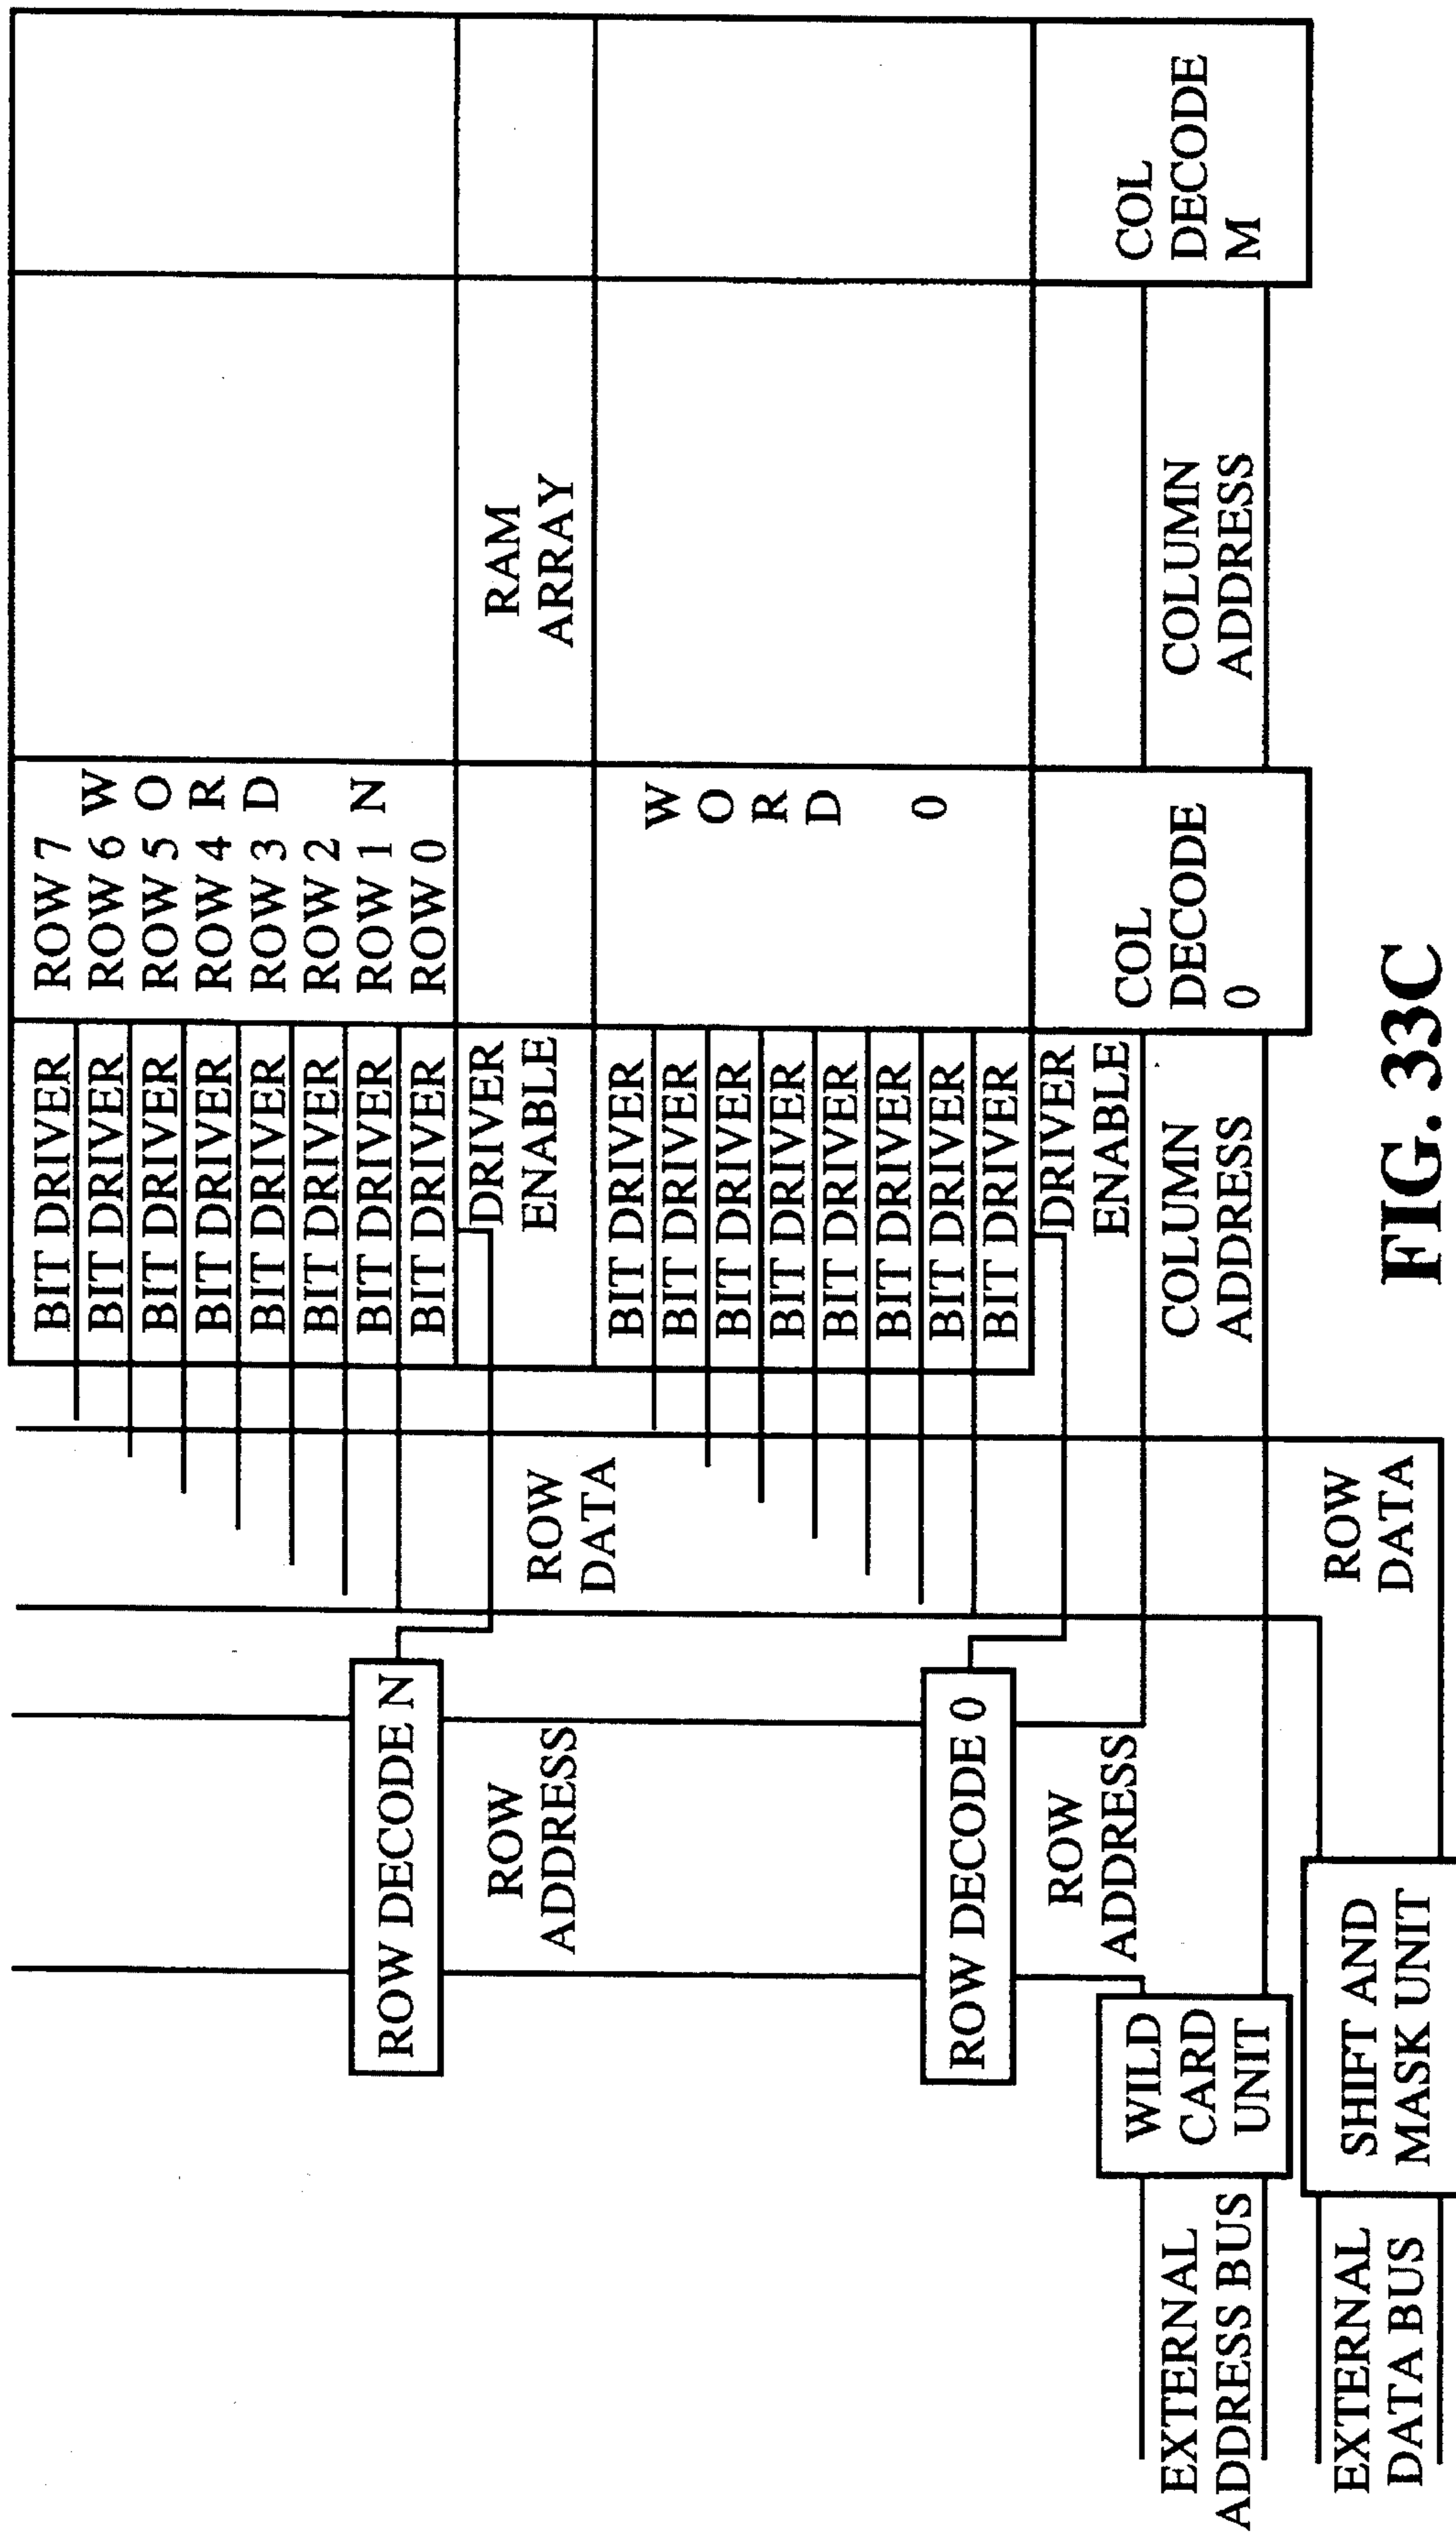 BIT DRIVER
BIT DRIVER
BIT DRIVER
BIT DRIVER
BIT DRIVER
BIT DRIVER
BIT DRIVER
BIT DRIVER
ROW 7
ROW 6
ROW 5
ROW 4
ROW 3
ROW 2
ROW 1
ROW 0
W
O
R
D
N
ROW DECODE N
DRIVER
ENABLE
RAM
ARRAY
ROW
ADDRESS
ROW
DATA
BIT DRIVER
BIT DRIVER
BIT DRIVER
BIT DRIVER
BIT DRIVER
BIT DRIVER
BIT DRIVER
BIT DRIVER
W
O
R
D
0
ROW DECODE 0
DRIVER
ENABLE
ROW
ADDRESS
WILD
CARD
UNIT
COL
DECODE
0
COL
DECODE
M
EXTERNAL
ADDRESS BUS
COLUMN
ADDRESS
COLUMN
ADDRESS
EXTERNAL
DATA BUS
SHIFT AND
MASK UNIT
ROW
DATA
FIG. 33C